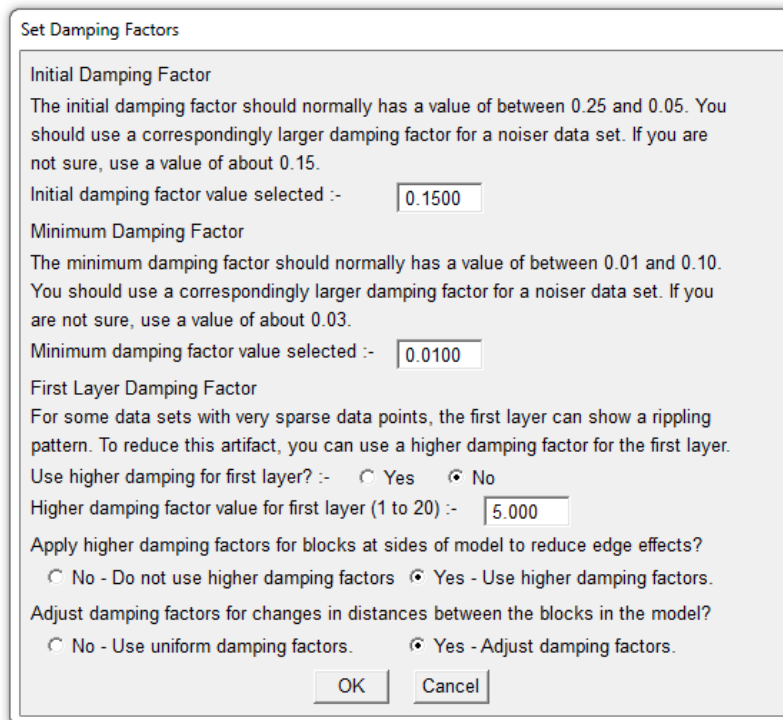 Set Damping Factors
Initial Damping Factor
The initial damping factor should normally has a value of between 0.25 and 0.05. You
should use a correspondingly larger damping factor for a noiser data set. If you are
not sure, use a value of about 0.15.
Initial damping factor value selected :- 0.1500
Minimum Damping Factor
The minimum damping factor should normally has a value of between 0.01 and 0.10.
You should use a correspondingly larger damping factor for a noiser data set. If you
are not sure, use a value of about 0.03.
Minimum damping factor value selected :- 0.0100
First Layer Damping Factor
For some data sets with very sparse data points, the first layer can show a rippling
pattern. To reduce this artifact, you can use a higher damping factor for the first layer.
Use higher damping for first layer? :- Yes No
Higher damping factor value for first layer (1 to 20) :- 5.000
Apply higher damping factors for blocks at sides of model to reduce edge effects?
No - Do not use higher damping factors Yes - Use higher damping factors.
Adjust damping factors for changes in distances between the blocks in the model?
No - Use uniform damping factors. Yes - Adjust damping factors.
OK Cancel